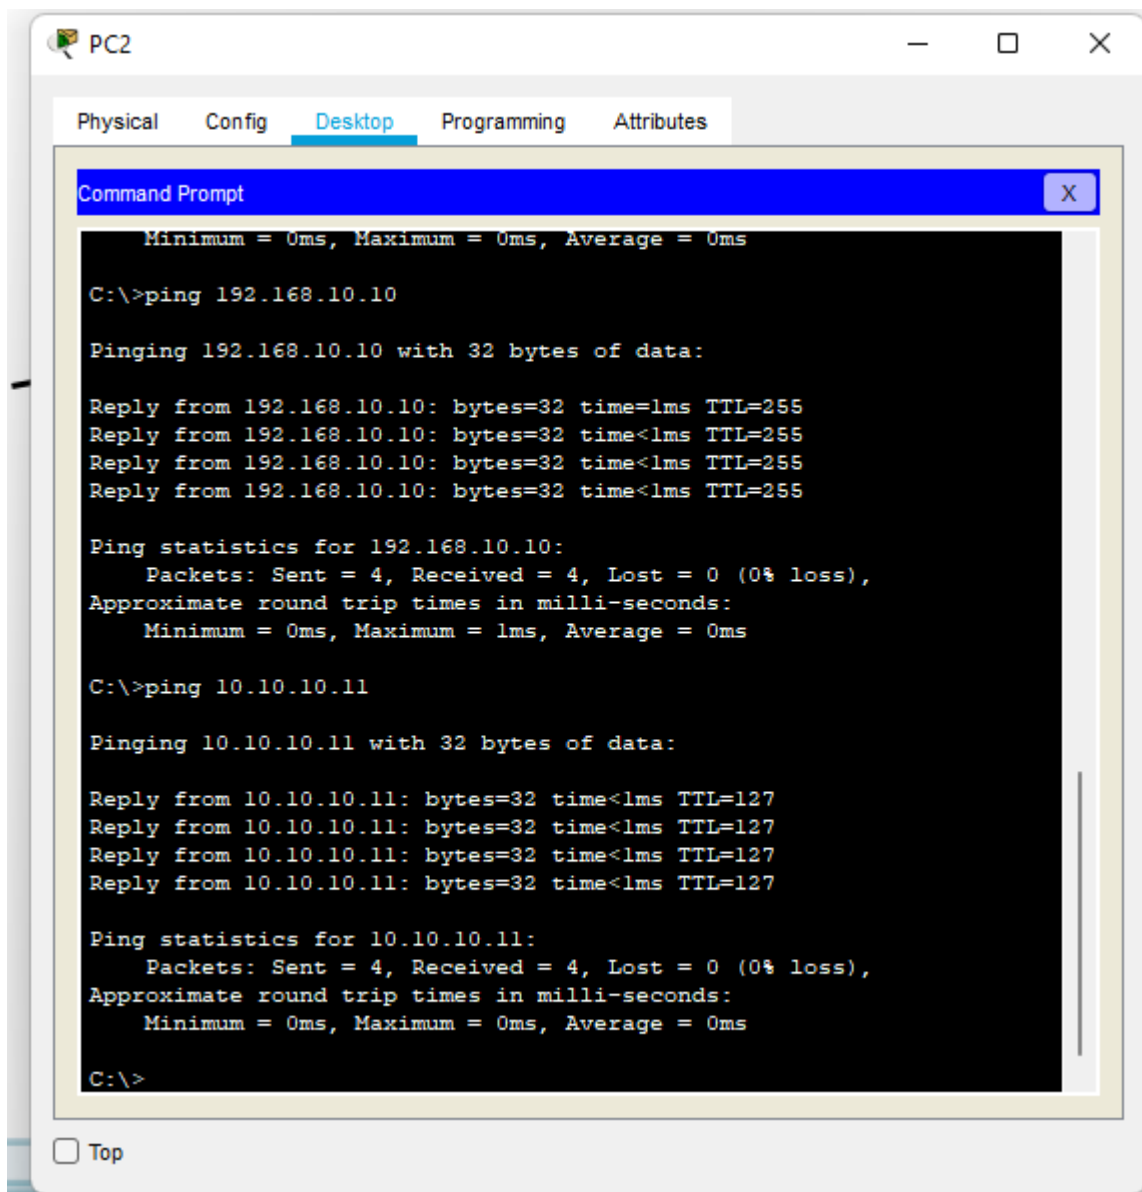 PC2
Physical Config Desktop Programming Attributes
Command Prompt X
Minimum = 0ms, Maximum = 0ms, Average = 0ms
C:\>ping 192.168.10.10
Pinging 192.168.10.10 with 32 bytes of data:
Reply from 192.168.10.10: bytes=32 time=1ms TTL=255
Reply from 192.168.10.10: bytes=32 time<1ms TTL=255
Reply from 192.168.10.10: bytes=32 time<1ms TTL=255
Reply from 192.168.10.10: bytes=32 time<1ms TTL=255
Ping statistics for 192.168.10.10:
Packets: Sent = 4, Received = 4, Lost = 0 (0% loss),
Approximate round trip times in milli-seconds:
Minimum = 0ms, Maximum = 1ms, Average = 0ms
C:\>ping 10.10.10.11
Pinging 10.10.10.11 with 32 bytes of data:
Reply from 10.10.10.11: bytes=32 time<1ms TTL=127
Reply from 10.10.10.11: bytes=32 time<1ms TTL=127
Reply from 10.10.10.11: bytes=32 time<1ms TTL=127
Reply from 10.10.10.11: bytes=32 time<1ms TTL=127
Ping statistics for 10.10.10.11:
Packets: Sent = 4, Received = 4, Lost = 0 (0% loss),
Approximate round trip times in milli-seconds:
Minimum = 0ms, Maximum = 0ms, Average = 0ms
C:\>
Top